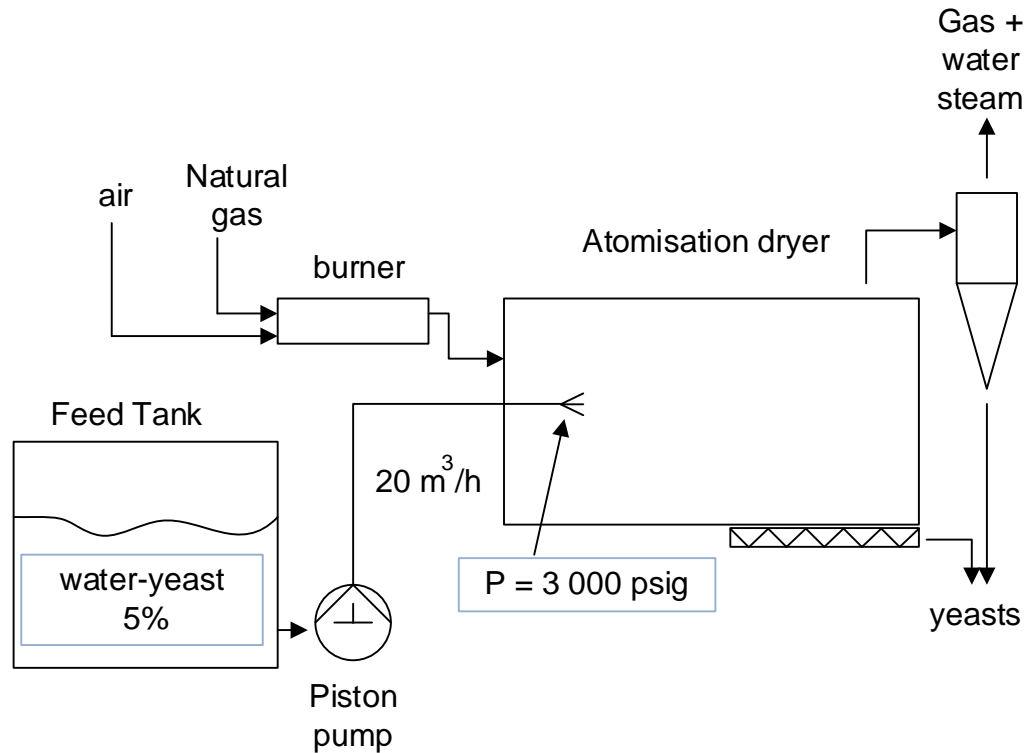 Gas +
water
steam
Natural
gas
air
Atomisation dryer
burner
Feed Tank
20 m³/h
water-yeast
5%
P = 3 000 psig
yeasts
Piston
pump